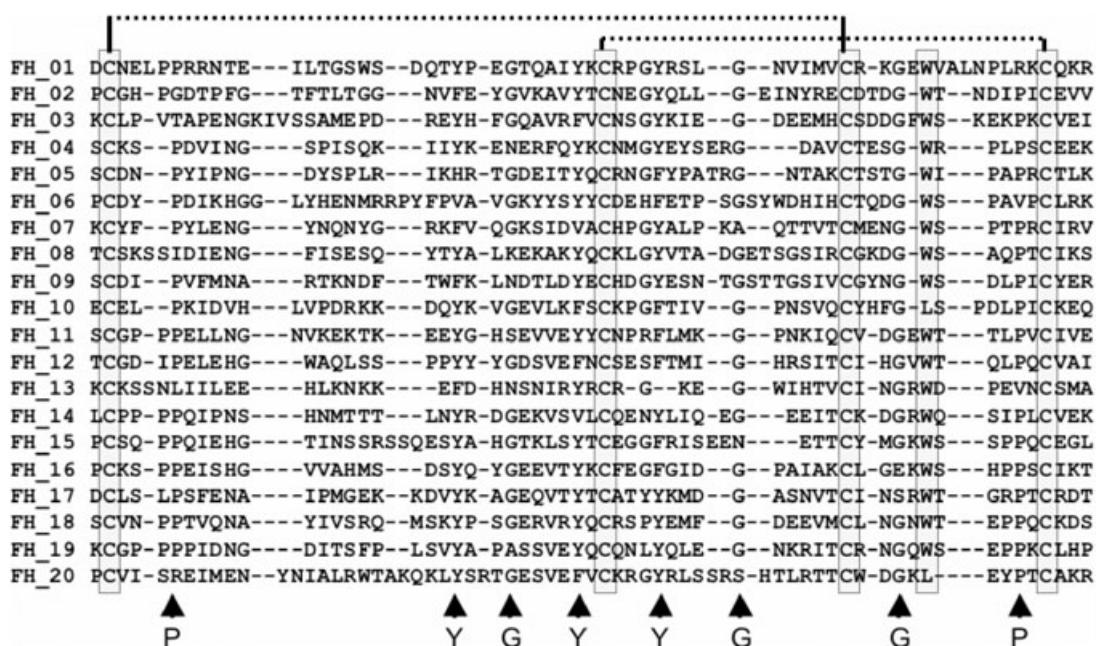 FH_01 DCNELPPRRNTE---ILTGSWS--DQTYP-EGTQAIYKCRPGYRSL--G--NVIMVCR-KGEWVALNPLRKCQKR
FH_02 PCGH-PGDTPFG---TFTLTGG---NVFE-YGVKAVYTCNEGYQLL--GEINYRECDTDG-WT--NDIPICEVV
FH_03 KCLP-VTAPENGKIVSSAMEPD---REYH-FGQAVRFVCNSGYKIE--G--DEEMHCSDDGFWS--KEKPKCVEI
FH_04 SCKS--PDVING----SPISQK---IIYK-ENERFQYKCNMGYEYSERG---DAVCTESG-WR---PLPSCEEK
FH_05 SCDN--PYIPNG----DYSPLR---IKHR-TGDEITYQCRNGFYPATRG---NTAKCTSTG-WI---PAPRCTLK
FH_06 PCDY--PDIKHGG--LYHENMRRPYFPVA-VGKYYSYYCDEHFETP-SGSYWDHIHCTQDG-WS---PAVPCLRK
FH_07 KCYF--PYLENG----YNQNYG---RKFV-QGKSIDVACHPGYALP-KA--QTTVTCMENG-WS---PTPRCIRV
FH_08 TCSKSSIDIENG----FISESQ---YTYA-LKEKAKYQCKLGYVTA-DGETSGSIRCGKDG-WS---AQPTCIKS
FH_09 SCDI--PVFMNA----RTKNDF---TWFK-LNDTLDYECHDGYESN-TGSTTGSIVCGYNG-WS---DLPICYER
FH_10 ECEL--PKIDVH---LVPDRKK---DQYK-VGEVLKFSCKPGFTIV--G--PNSVQCYHFG-LS--PDLPICKEQ
FH_11 SCGP-PPELLNG---NVKEKTK---EEYG-HSEVVEYYCNPRFLMK---G--PNKIQCV-DGEWT---TLPVCIVE
FH_12 TCGD-IPELEHG----WAQLSS---PPYY-YGDSVEFNCSESFTMI--G---HRSITCI-HGVWT---QLPQCVAI
FH_13 KCKSSNLIILEE----HLKNKK----EFD-HNSNIRYRCR-G--KE--G---WIHTVCI-NGRWD---PEVNCSMA
FH_14 LCPP-PPQIPNS----HNMTTT---LNYR-DGEKVSVLCQENYLIQ-EG---EEITCK-DGRWQ---SIPLCVEK
FH_15 PCSQ-PPQIEHG----TINSSRSSQESYA-HGTKLSYTCEGGFRISEEN----ETTCY-MGKWS---SPPQCEGL
FH_16 PCKS-PPEISHG----VVAHMS--DSYQY-YGEEVTYKCFEGFGID--G--PAIAKCL-GEKWS---HPPSCIKT
FH_17 DCLS-LPSFENA----IPMGEK--KDVYK-AGEQVTYTCATYYKMD--G--ASNVTCI-NSRWT---GRPTCRDT
FH_18 SCVN-PPTVQNA----YIVSRQ--MSKYP-SGERVRYQCRSPYEMF--G--DEEVMCL-NGNWT---EPPQCKDS
FH_19 KCGP-PPPIDNG----DITSFP--LSVYA-PASSVEYQCQNLYQLE--G--NKRITCR-NGQWS---EPPKCLHP
FH_20 PCVI-SREIMEN---YNIALRWTAKQKLYSRTGESVEFVCKRGYRLSSRS-HTLRTTCW-DGKL----EYPTCAKR
P Y G Y Y G G P